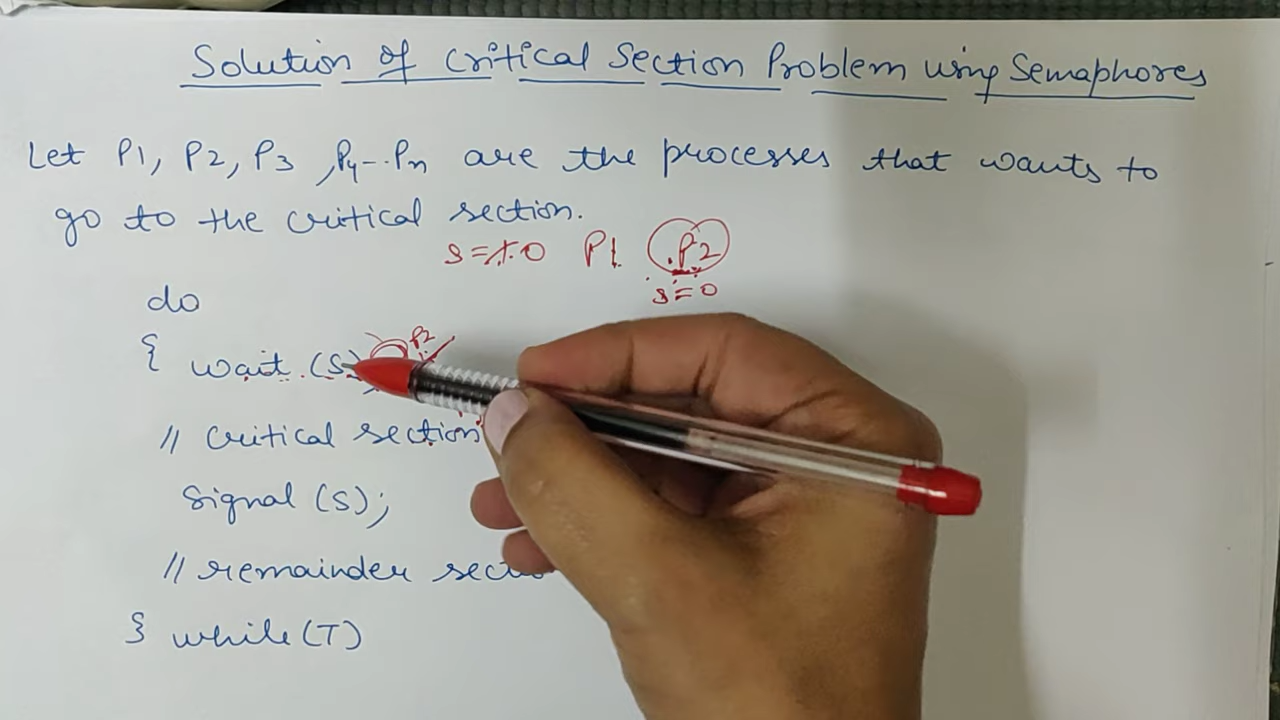 Solution of Critical Section Problem using Semaphores
Let P1, P2, P3, P4-..Pn are the processes that wants to
go to the critical section.
s=1.0 P1 .P2
s=0
do
P2
{ wait (S)
// critical section
signal (S);
// remainder
} while(T)